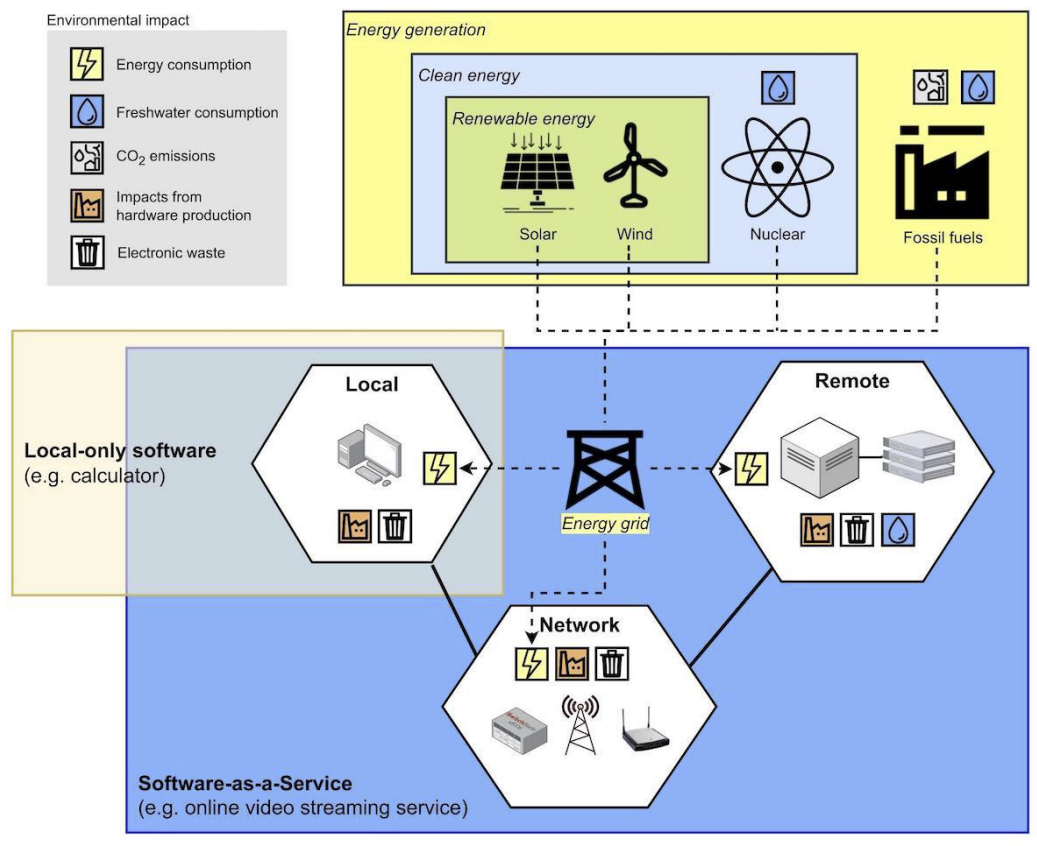 Environmental impact
Energy consumption
Freshwater consumption
CO₂ emissions
Impacts from
hardware production
Electronic waste
Energy generation
Clean energy
Renewable energy
Solar
Wind
Nuclear
Fossil fuels
Local-only software
(e.g. calculator)
Local
Remote
Energy grid
Network
Software-as-a-Service
(e.g. online video streaming service)